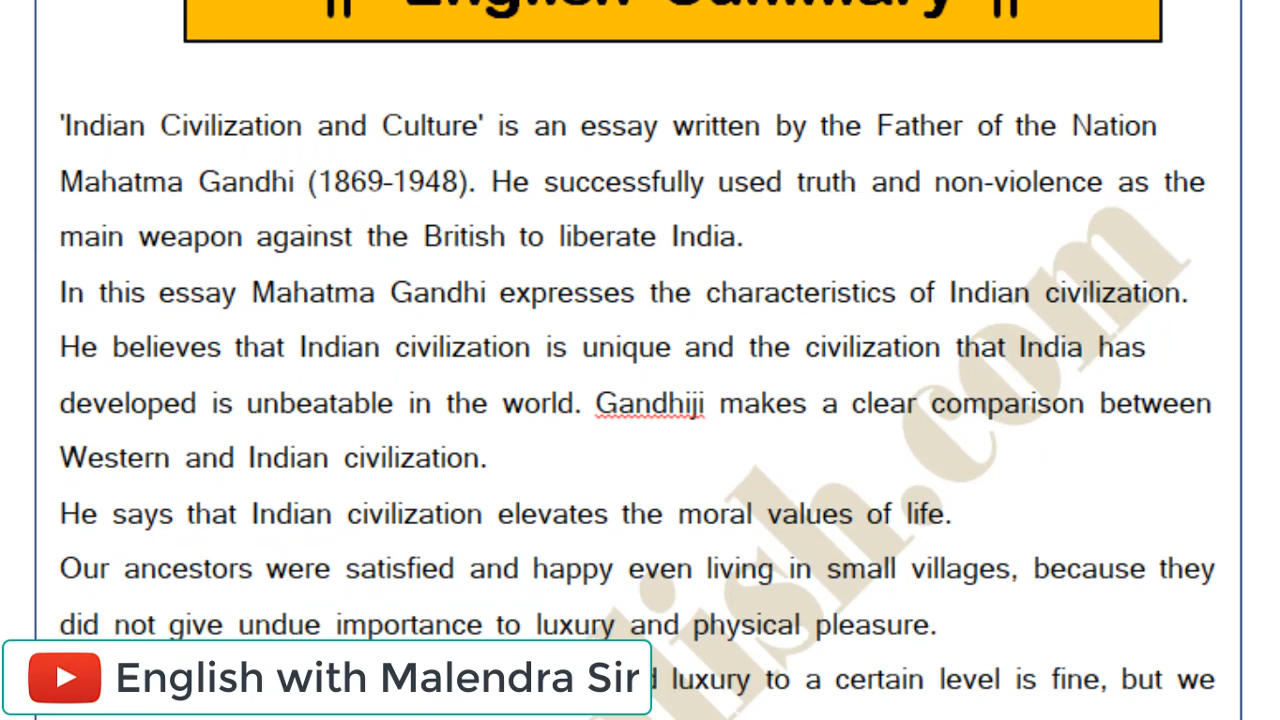 || English Summary ||
'Indian Civilization and Culture' is an essay written by the Father of the Nation
Mahatma Gandhi (1869-1948). He successfully used truth and non-violence as the
main weapon against the British to liberate India.
In this essay Mahatma Gandhi expresses the characteristics of Indian civilization.
He believes that Indian civilization is unique and the civilization that India has
developed is unbeatable in the world. Gandhiji makes a clear comparison between
Western and Indian civilization.
He says that Indian civilization elevates the moral values of life.
Our ancestors were satisfied and happy even living in small villages, because they
did not give undue importance to luxury and physical pleasure.
luxury to a certain level is fine, but we
English with Malendra Sir